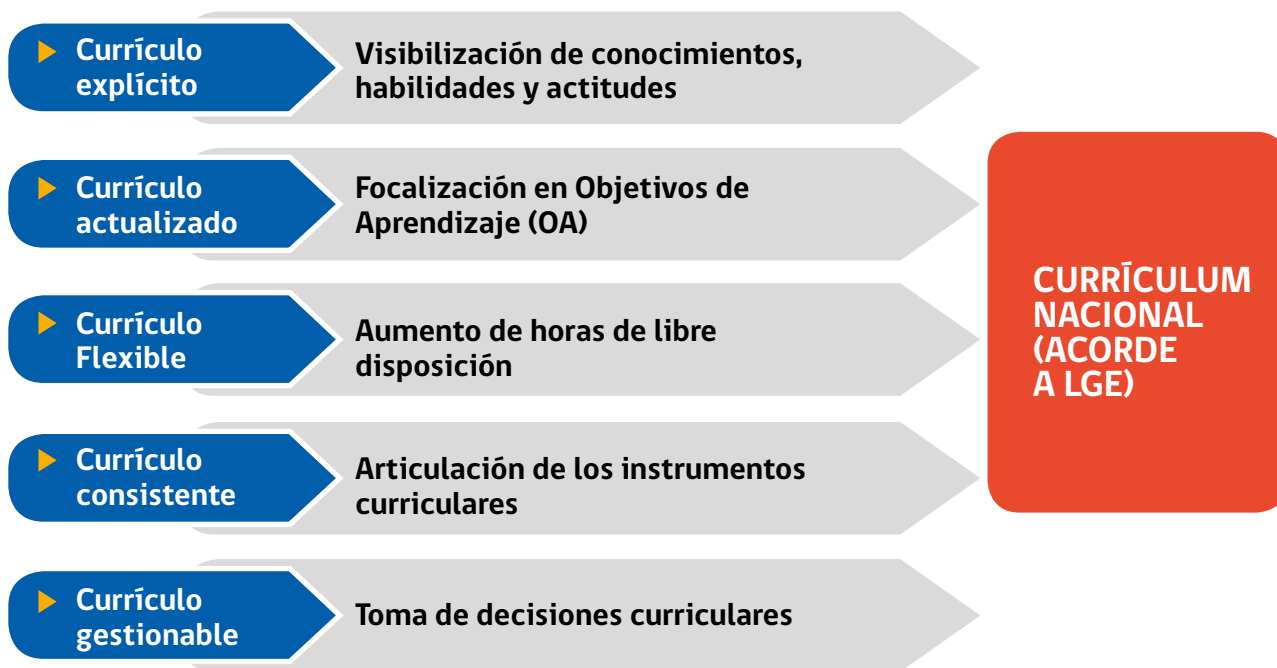 Currículo
explícito
Visibilización de conocimientos,
habilidades y actitudes
Currículo
actualizado
Focalización en Objetivos de
Aprendizaje (OA)
Currículo
Flexible
Aumento de horas de libre
disposición
Currículo
consistente
Articulación de los instrumentos
curriculares
Currículo
gestionable
Toma de decisiones curriculares
CURRÍCULUM
NACIONAL
(ACORDE
A LGE)